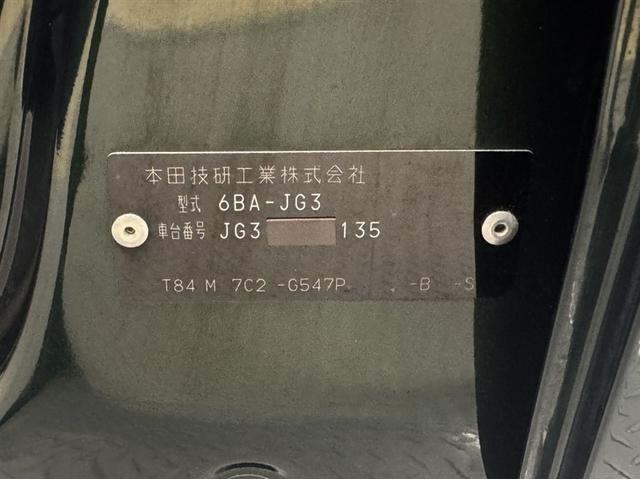 本田技研工業株式会社
型式 6BA-JG3
車台番号 JG3 135
T84 M 7C2 -G547P -B -S